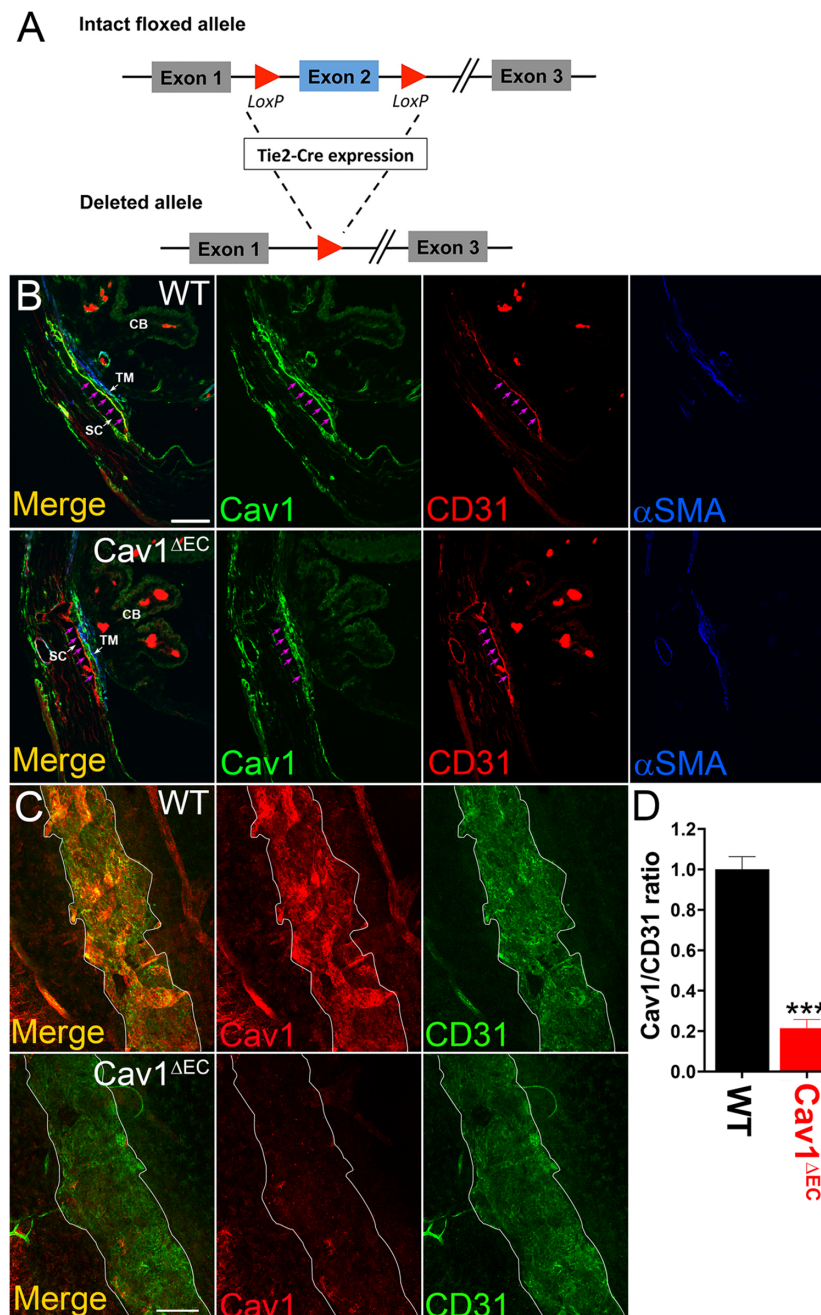 A
Intact floxed allele
Exon 1 Exon 2 Exon 3
LoxP LoxP
Tie2-Cre expression
Deleted allele
Exon 1 Exon 3
B WT
CB
TM
SC
Merge Cav1 CD31 αSMA
Cav1ΔEC
CB
TM
SC
Merge Cav1 CD31 αSMA
C WT
Merge Cav1 CD31
Cav1ΔEC
Merge Cav1 CD31
D
Cav1/CD31 ratio
1.2
1.0
0.8
0.6
0.4
0.2
0.0
***
WT
Cav1ΔEC